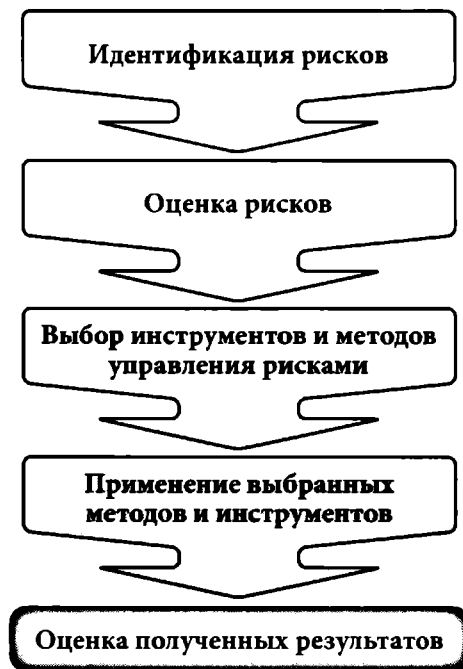 Идентификация рисков
Оценка рисков
Выбор инструментов и методов
управления рисками
Применение выбранных
методов и инструментов
Оценка полученных результатов